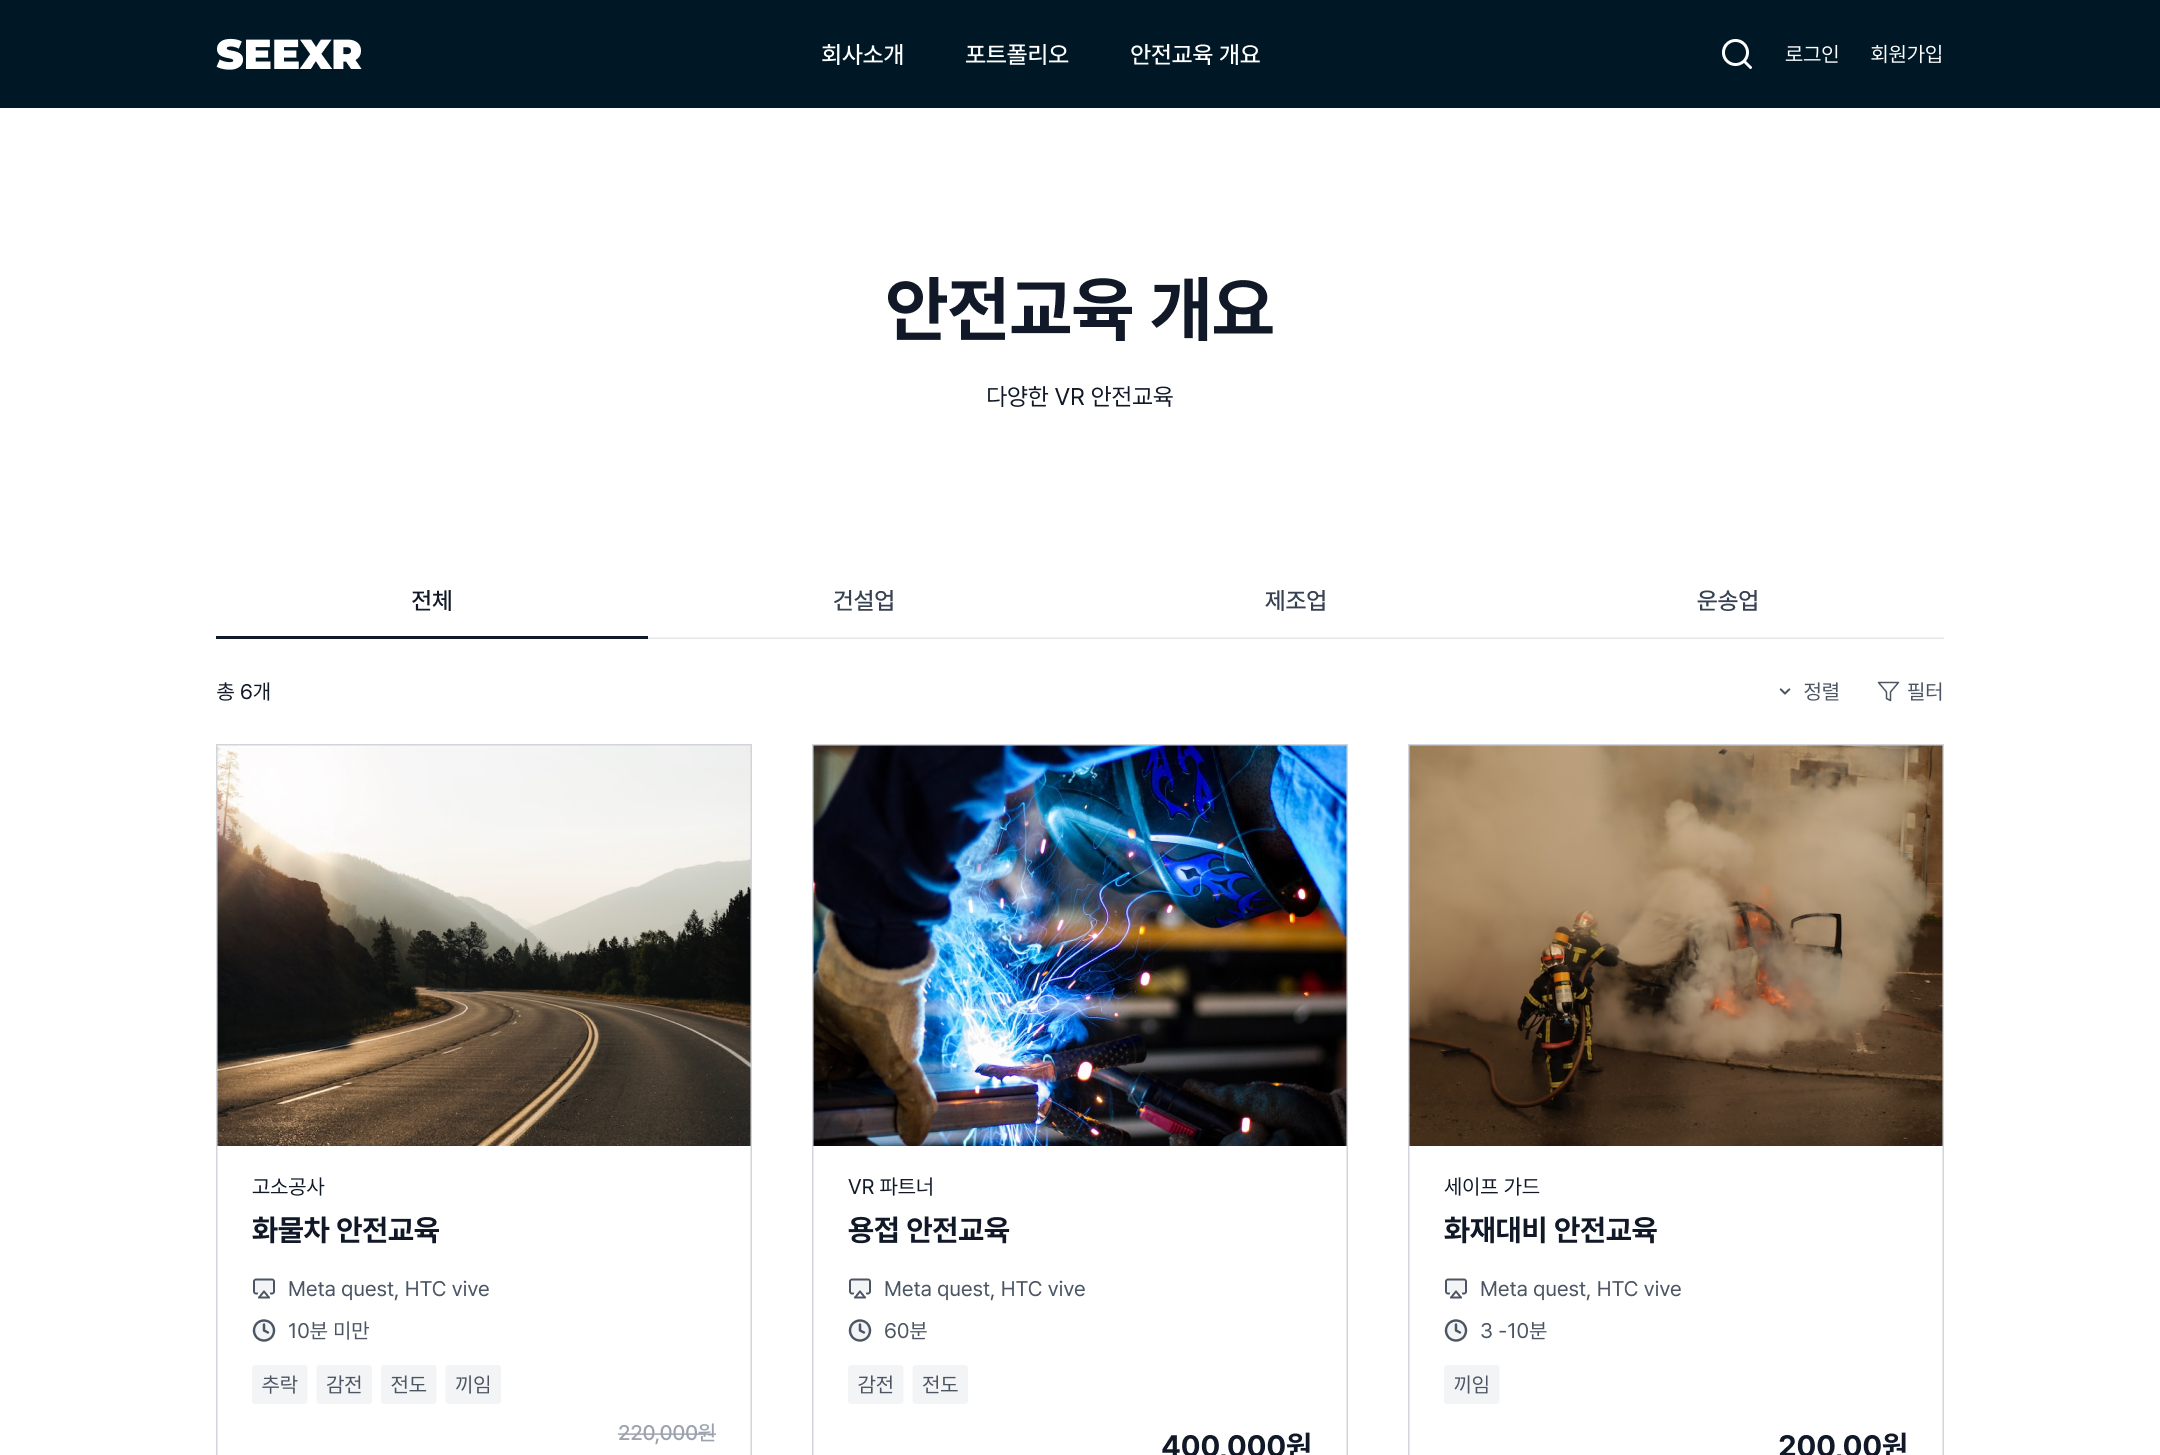 SEEXR 회사소개 포트폴리오 안전교육 개요 로그인 회원가입
안전교육 개요
다양한 VR 안전교육
전체 건설업 제조업 운송업
총 6개 정렬 필터
고소공사
화물차 안전교육
Meta quest, HTC vive
10분 미만
추락 감전 전도 끼임
220,000원
VR 파트너
용접 안전교육
Meta quest, HTC vive
60분
감전 전도
400,000원
세이프 가드
화재대비 안전교육
Meta quest, HTC vive
3 -10분
끼임
200,00원